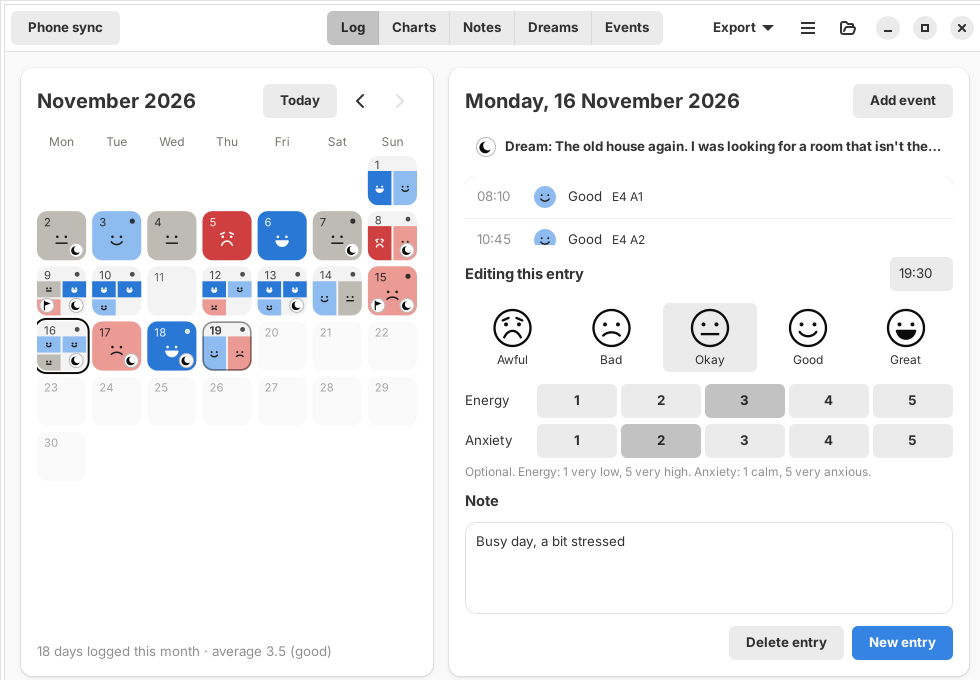 Phone sync
Log Charts Notes Dreams Events
Export
November 2026
Today
Mon Tue Wed Thu Fri Sat Sun
1
2 3 4 5 6 7 8
9 10 11 12 13 14 15
16 17 18 19 20 21 22
23 24 25 26 27 28 29
30
18 days logged this month · average 3.5 (good)
Monday, 16 November 2026
Add event
Dream: The old house again. I was looking for a room that isn't the...
08:10 Good E4 A1
10:45 Good E4 A2
Editing this entry
19:30
Awful Bad Okay Good Great
Energy 1 2 3 4 5
Anxiety 1 2 3 4 5
Optional. Energy: 1 very low, 5 very high. Anxiety: 1 calm, 5 very anxious.
Note
Busy day, a bit stressed
Delete entry New entry